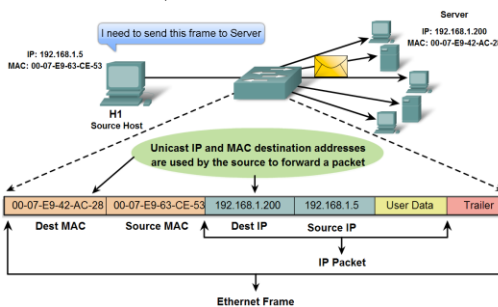 Server
I need to send this frame to Server
IP: 192.168.1.200
MAC: 00-07-E9-42-AC-28
IP: 192.168.1.5
MAC: 00-07-E9-63-CE-53
H1
Source Host
Unicast IP and MAC destination addresses
are used by the source to forward a packet
00-07-E9-42-AC-28 00-07-E9-63-CE-53 192.168.1.200 192.168.1.5 User Data Trailer
Dest MAC Source MAC Dest IP Source IP
IP Packet
Ethernet Frame